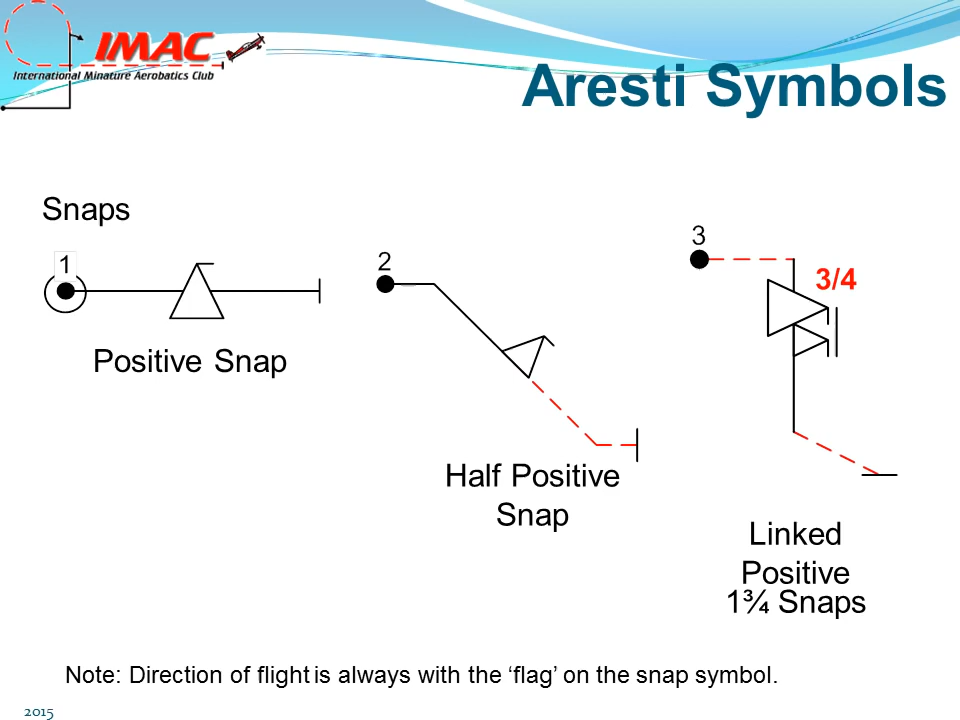 IMAC
International Minature Aerobatics Club
Aresti Symbols
Snaps
1
Positive Snap
2
Half Positive
Snap
3
3/4
Linked
Positive
1¾ Snaps
Note: Direction of flight is always with the ‘flag’ on the snap symbol.
2015